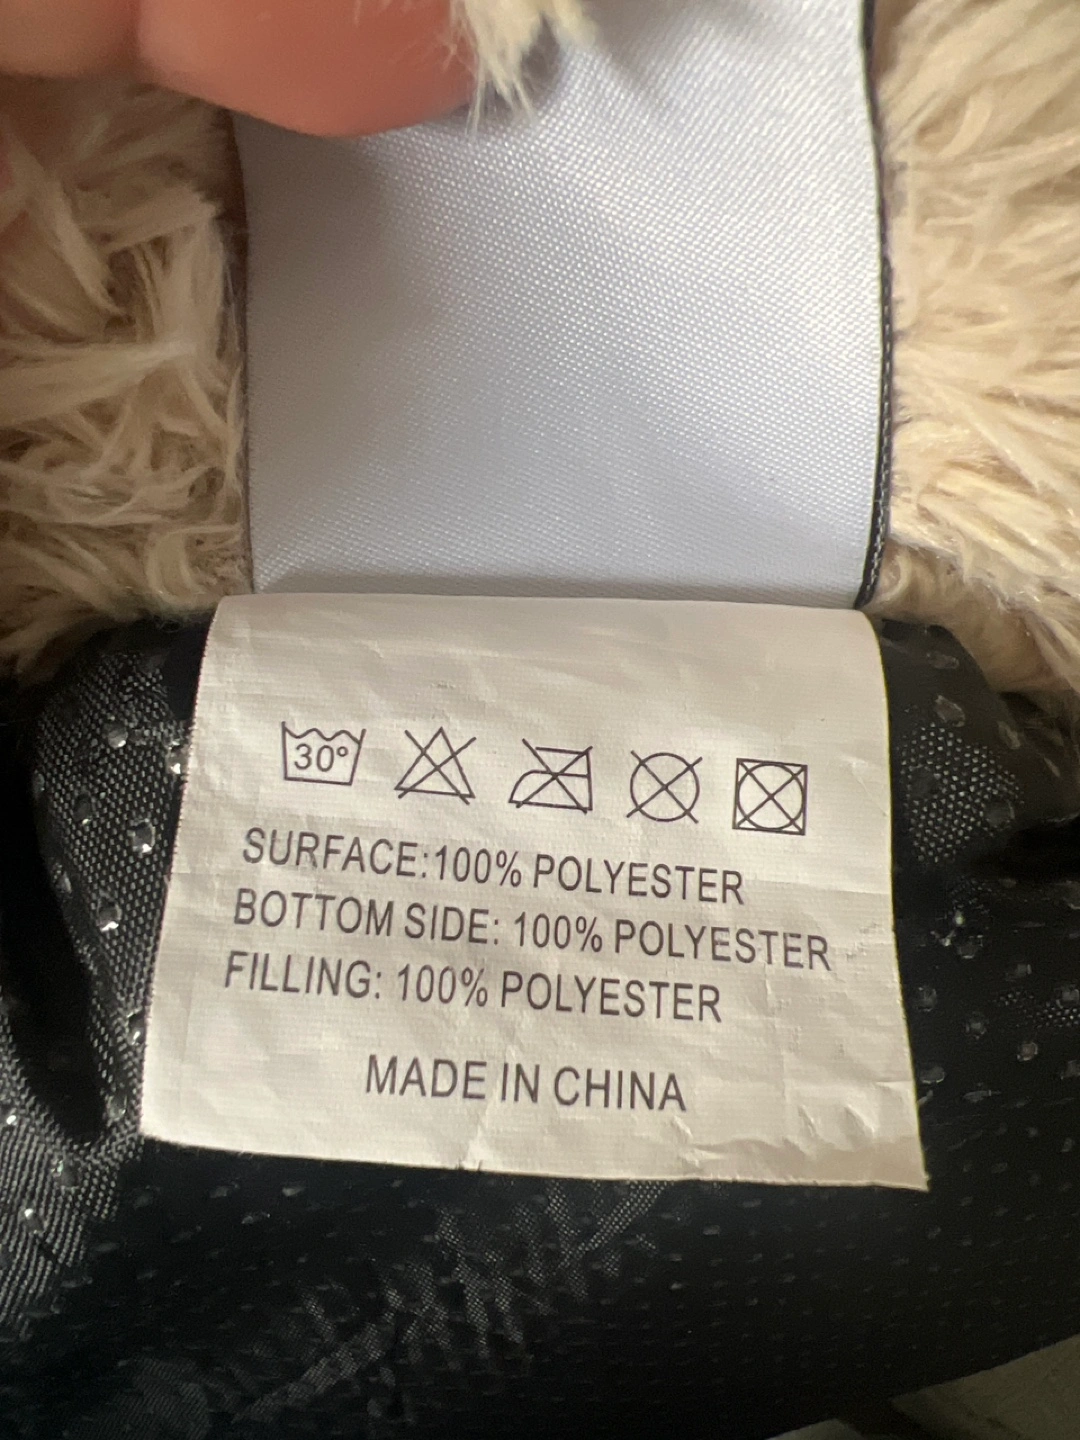 30°
SURFACE:100% POLYESTER
BOTTOM SIDE: 100% POLYESTER
FILLING: 100% POLYESTER
MADE IN CHINA